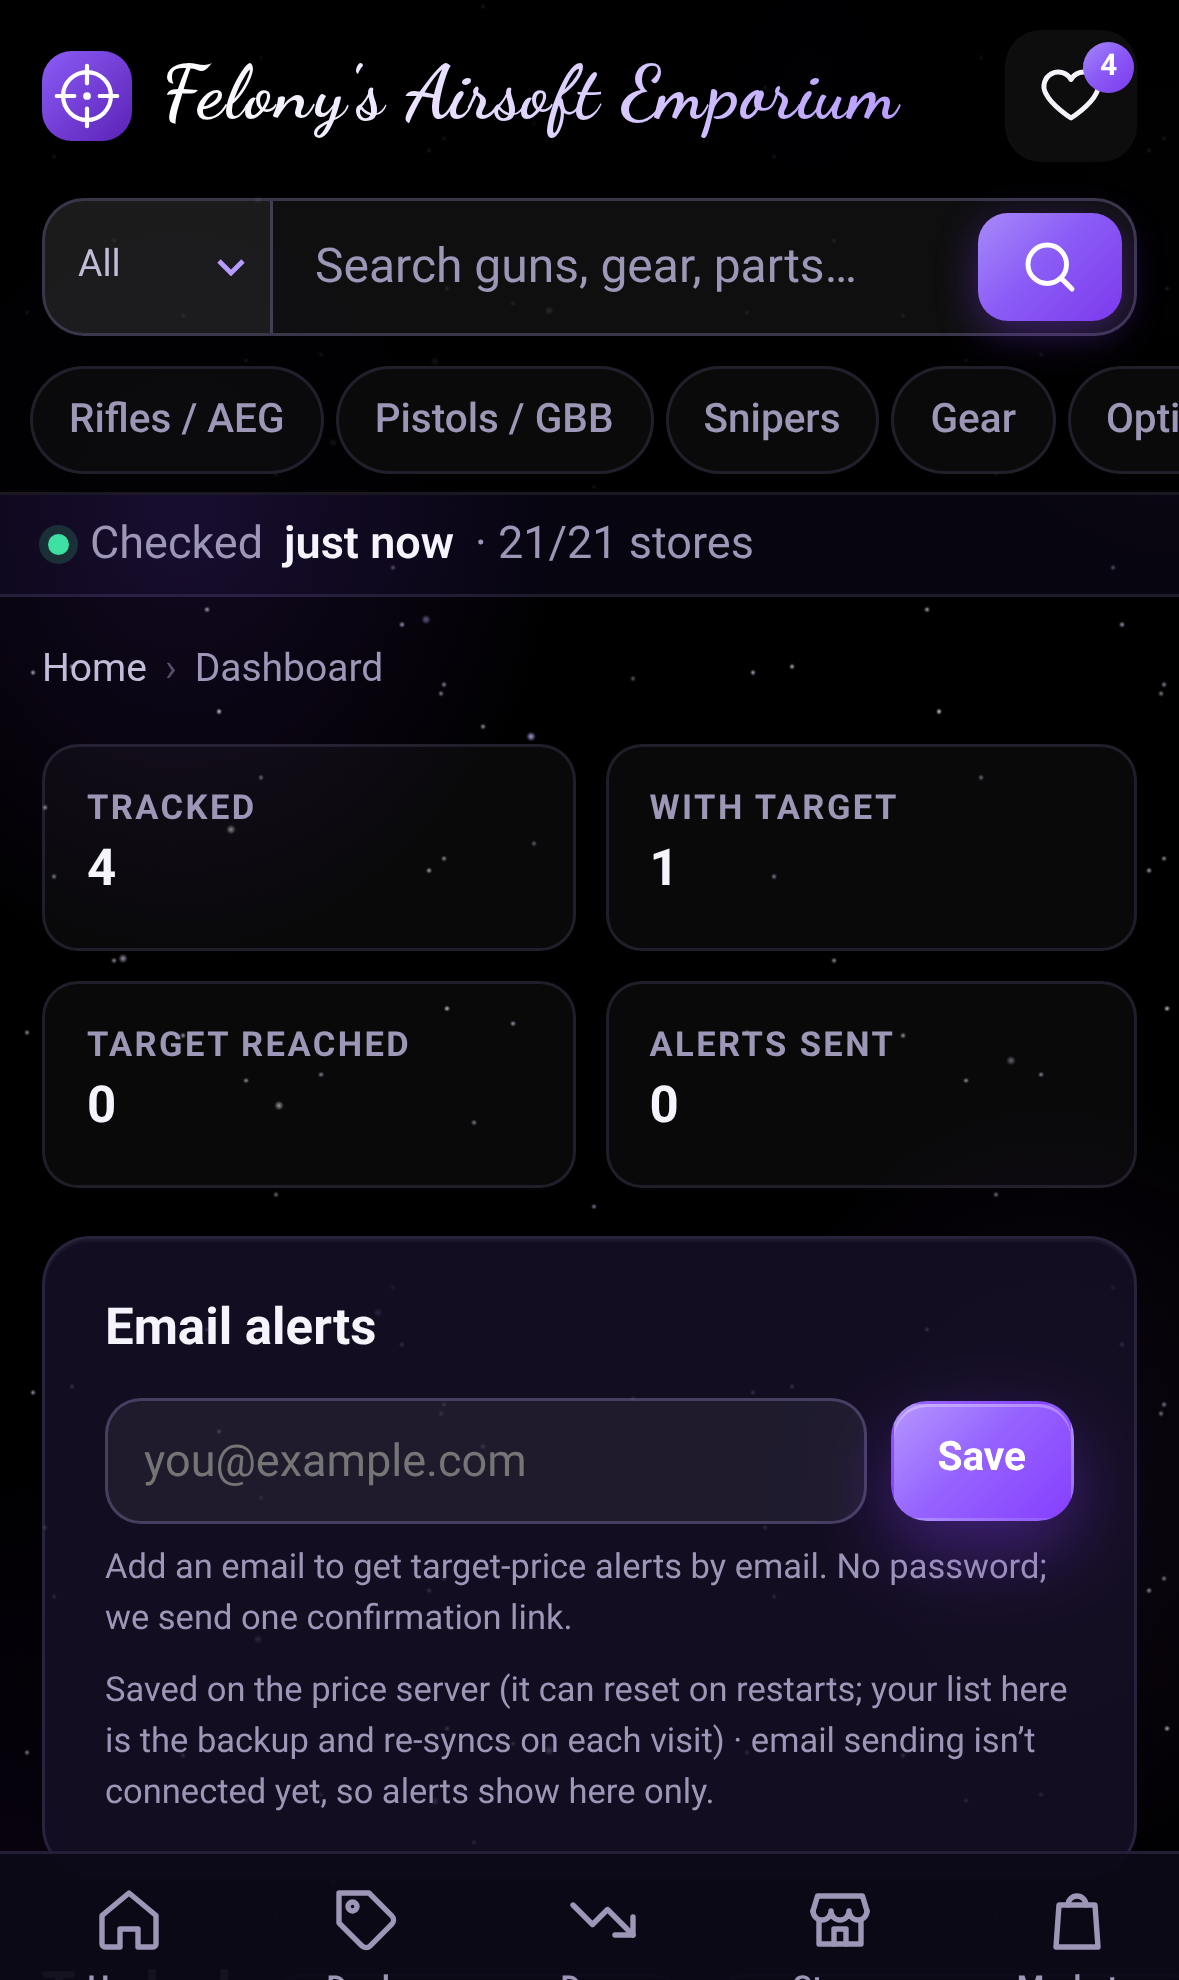 Felony's Airsoft Emporium
4
All
Search guns, gear, parts…
Rifles / AEG
Pistols / GBB
Snipers
Gear
Checked just now · 21/21 stores
Home › Dashboard
TRACKED
4
WITH TARGET
1
TARGET REACHED
0
ALERTS SENT
0
Email alerts
you@example.com
Save
Add an email to get target-price alerts by email. No password;
we send one confirmation link.
Saved on the price server (it can reset on restarts; your list here
is the backup and re-syncs on each visit) · email sending isn’t
connected yet, so alerts show here only.